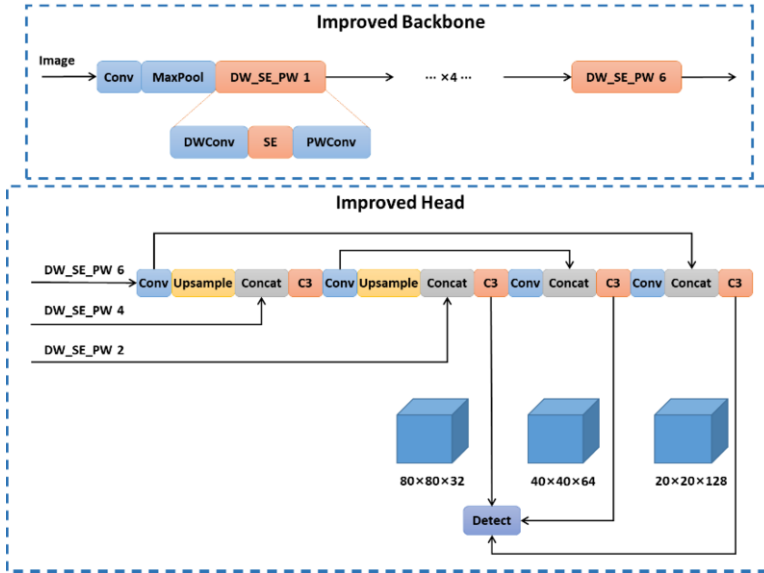 Improved Backbone
Image
Conv MaxPool DW_SE_PW 1 ··· ×4 ··· DW_SE_PW 6
DWConv SE PWConv
Improved Head
DW_SE_PW 6
Conv Upsample Concat C3 Conv Upsample Concat C3 Conv Concat C3 Conv Concat C3
DW_SE_PW 4
DW_SE_PW 2
80×80×32 40×40×64 20×20×128
Detect